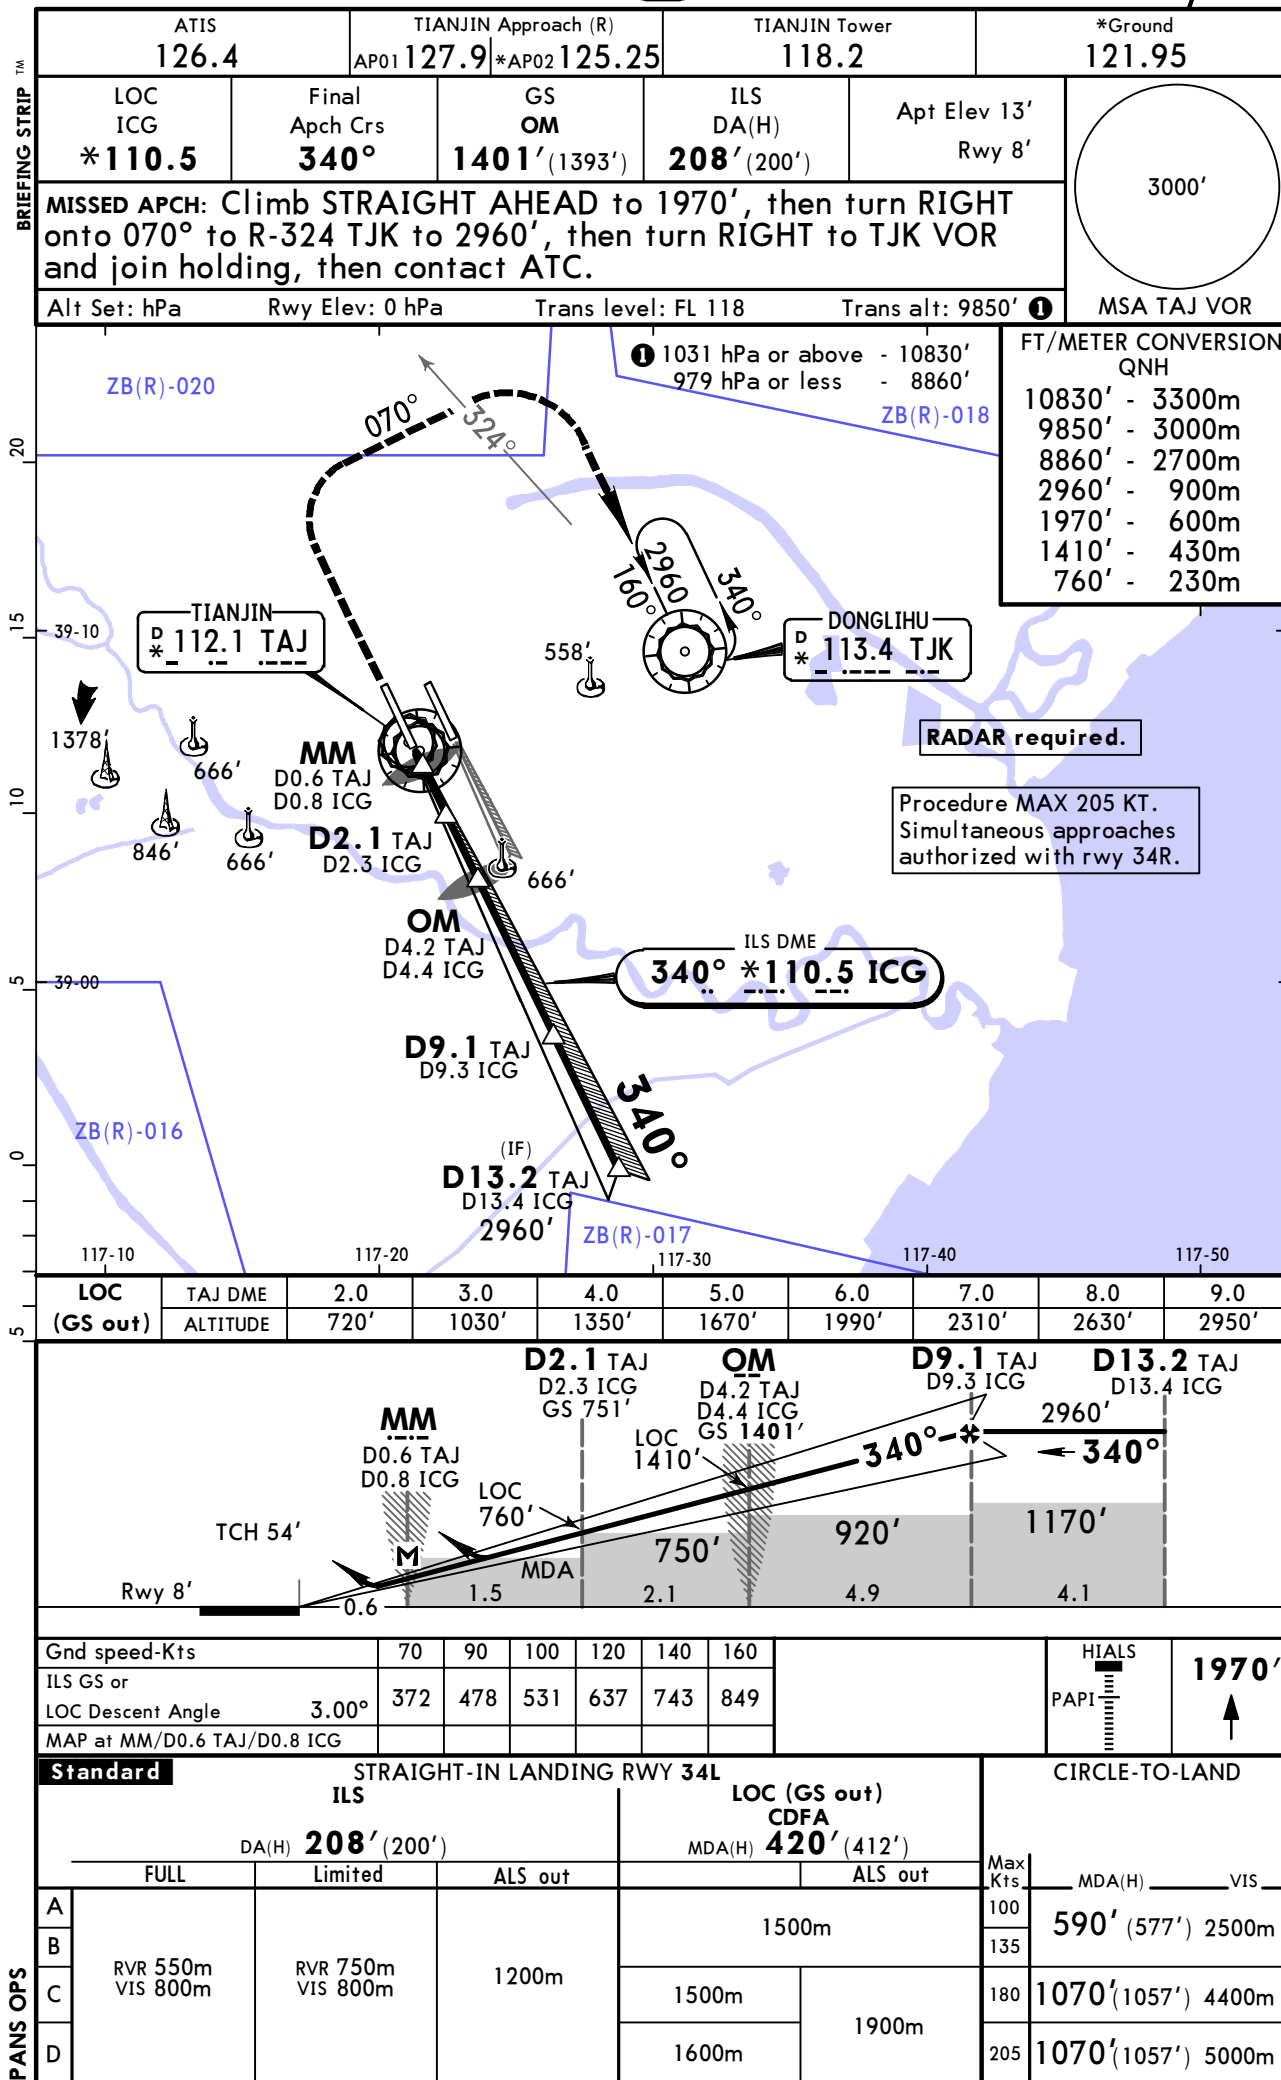 BRIEFING STRIP TM
ATIS
126.4
TIANJIN Approach (R)
AP01 127.9 *AP02 125.25
TIANJIN Tower
118.2
*Ground
121.95
LOC
ICG
*110.5
Final
Apch Crs
340°
GS
OM
1401' (1393')
ILS
DA(H)
208' (200')
Apt Elev 13'
Rwy 8'
3000'
MSA TAJ VOR
MISSED APCH: Climb STRAIGHT AHEAD to 1970', then turn RIGHT
onto 070° to R-324 TJK to 2960', then turn RIGHT to TJK VOR
and join holding, then contact ATC.
Alt Set: hPa Rwy Elev: 0 hPa Trans level: FL 118 Trans alt: 9850' 1
1 1031 hPa or above - 10830'
979 hPa or less - 8860'
FT/METER CONVERSION
QNH
10830' - 3300m
9850' - 3000m
8860' - 2700m
2960' - 900m
1970' - 600m
1410' - 430m
760' - 230m
ZB(R)-020
ZB(R)-018
070°
324°
20
15
10
5
0
5
2960
160°
340°
TIANJIN
D
* 112.1 TAJ
DONGLIHU
D
* 113.4 TJK
39-10
558'
1378'
666'
846'
666'
666'
RADAR required.
Procedure MAX 205 KT.
Simultaneous approaches
authorized with rwy 34R.
MM
D0.6 TAJ
D0.8 ICG
D2.1 TAJ
D2.3 ICG
OM
D4.2 TAJ
D4.4 ICG
ILS DME
340° *110.5 ICG
39-00
D9.1 TAJ
D9.3 ICG
340°
ZB(R)-016
(IF)
D13.2 TAJ
D13.4 ICG
2960'
ZB(R)-017
117-10 117-20 117-30 117-40 117-50
LOC
(GS out)
TAJ DME 2.0 3.0 4.0 5.0 6.0 7.0 8.0 9.0
ALTITUDE 720' 1030' 1350' 1670' 1990' 2310' 2630' 2950'
D2.1 TAJ
D2.3 ICG
GS 751'
OM
D4.2 TAJ
D4.4 ICG
GS 1401'
D9.1 TAJ
D9.3 ICG
D13.2 TAJ
D13.4 ICG
MM
D0.6 TAJ
D0.8 ICG
LOC
1410'
340°
2960'
340°
LOC
760'
TCH 54'
M
MDA
750'
920'
1170'
Rwy 8'
0.6
1.5
2.1
4.9
4.1
Gnd speed-Kts 70 90 100 120 140 160
ILS GS or
LOC Descent Angle 3.00° 372 478 531 637 743 849
MAP at MM/D0.6 TAJ/D0.8 ICG
HIALS
PAPI
1970'
Standard
STRAIGHT-IN LANDING RWY 34L
CIRCLE-TO-LAND
ILS
DA(H) 208' (200')
LOC (GS out)
CDFA
MDA(H) 420' (412')
FULL Limited ALS out
ALS out
Max
Kts
MDA(H) VIS
A
B
C
D
RVR 550m
VIS 800m
RVR 750m
VIS 800m
1200m
1500m
1500m
1600m
1900m
100
135
590' (577') 2500m
180 1070' (1057') 4400m
205 1070' (1057') 5000m
PANS OPS